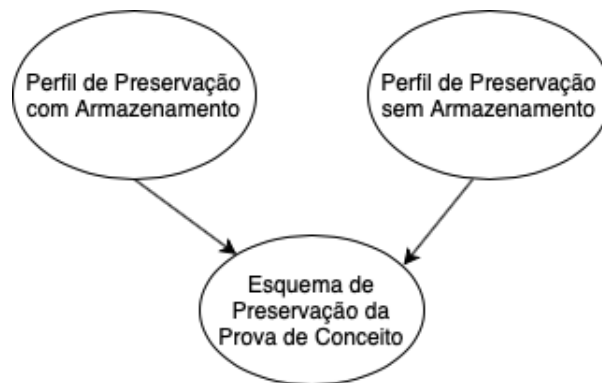 Perfil de Preservação
com Armazenamento
Perfil de Preservação
sem Armazenamento
Esquema de
Preservação da
Prova de Conceito